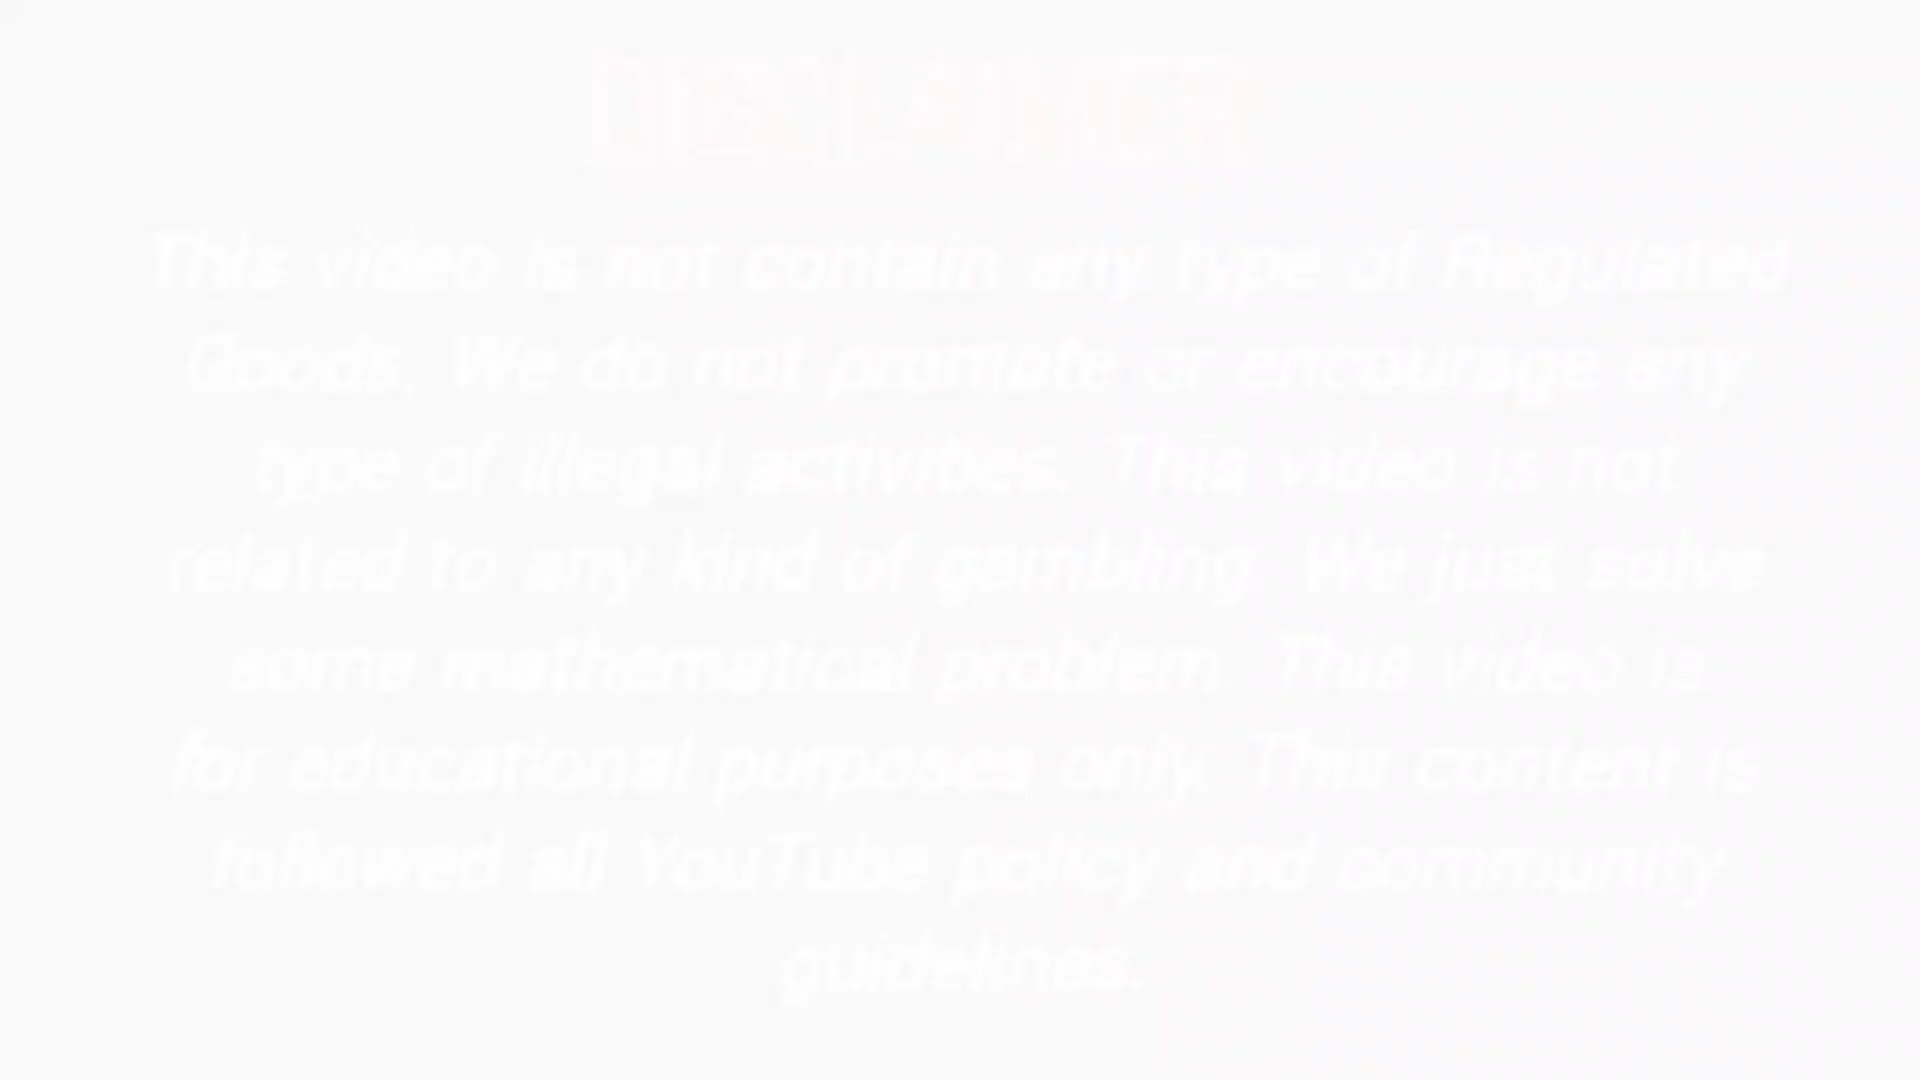 DISCLAIMER
This video is not contain any type of Regulated
Goods. We do not promote or encourage any
type of illegal activities. This video is not
related to any kind of gambling. We just solve
some mathematical problem. This video is
for educational purposes only. This content is
followed all YouTube policy and community
guidelines.